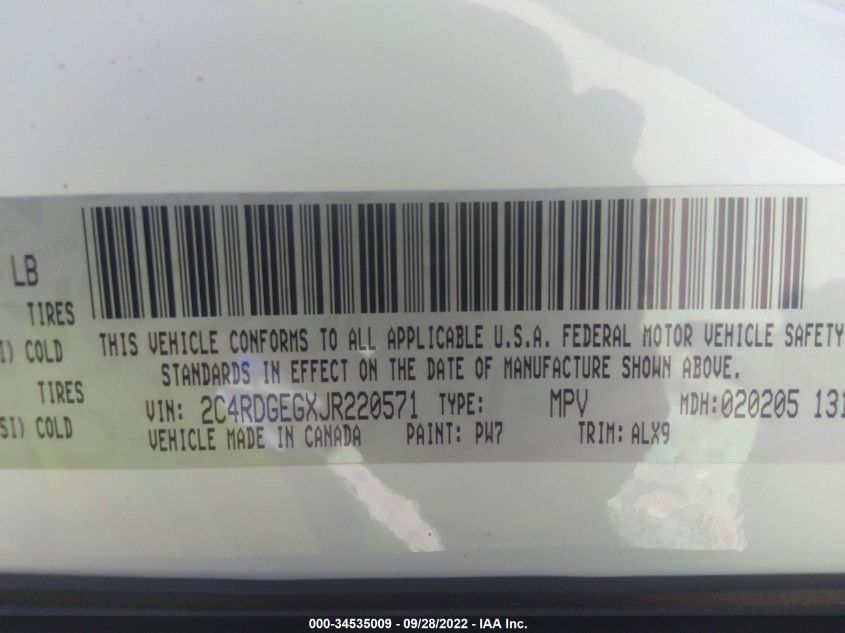 LB
TIRES
I) COLD
TIRES
SI) COLD
THIS VEHICLE CONFORMS TO ALL APPLICABLE U.S.A. FEDERAL MOTOR VEHICLE SAFETY
STANDARDS IN EFFECT ON THE DATE OF MANUFACTURE SHOWN ABOVE.
VIN: 2C4RDGEGXJR220571 TYPE: MPV MDH: 020205 131
VEHICLE MADE IN CANADA PAINT: PW7 TRIM: ALX9
000-34535009 - 09/28/2022 - IAA Inc.